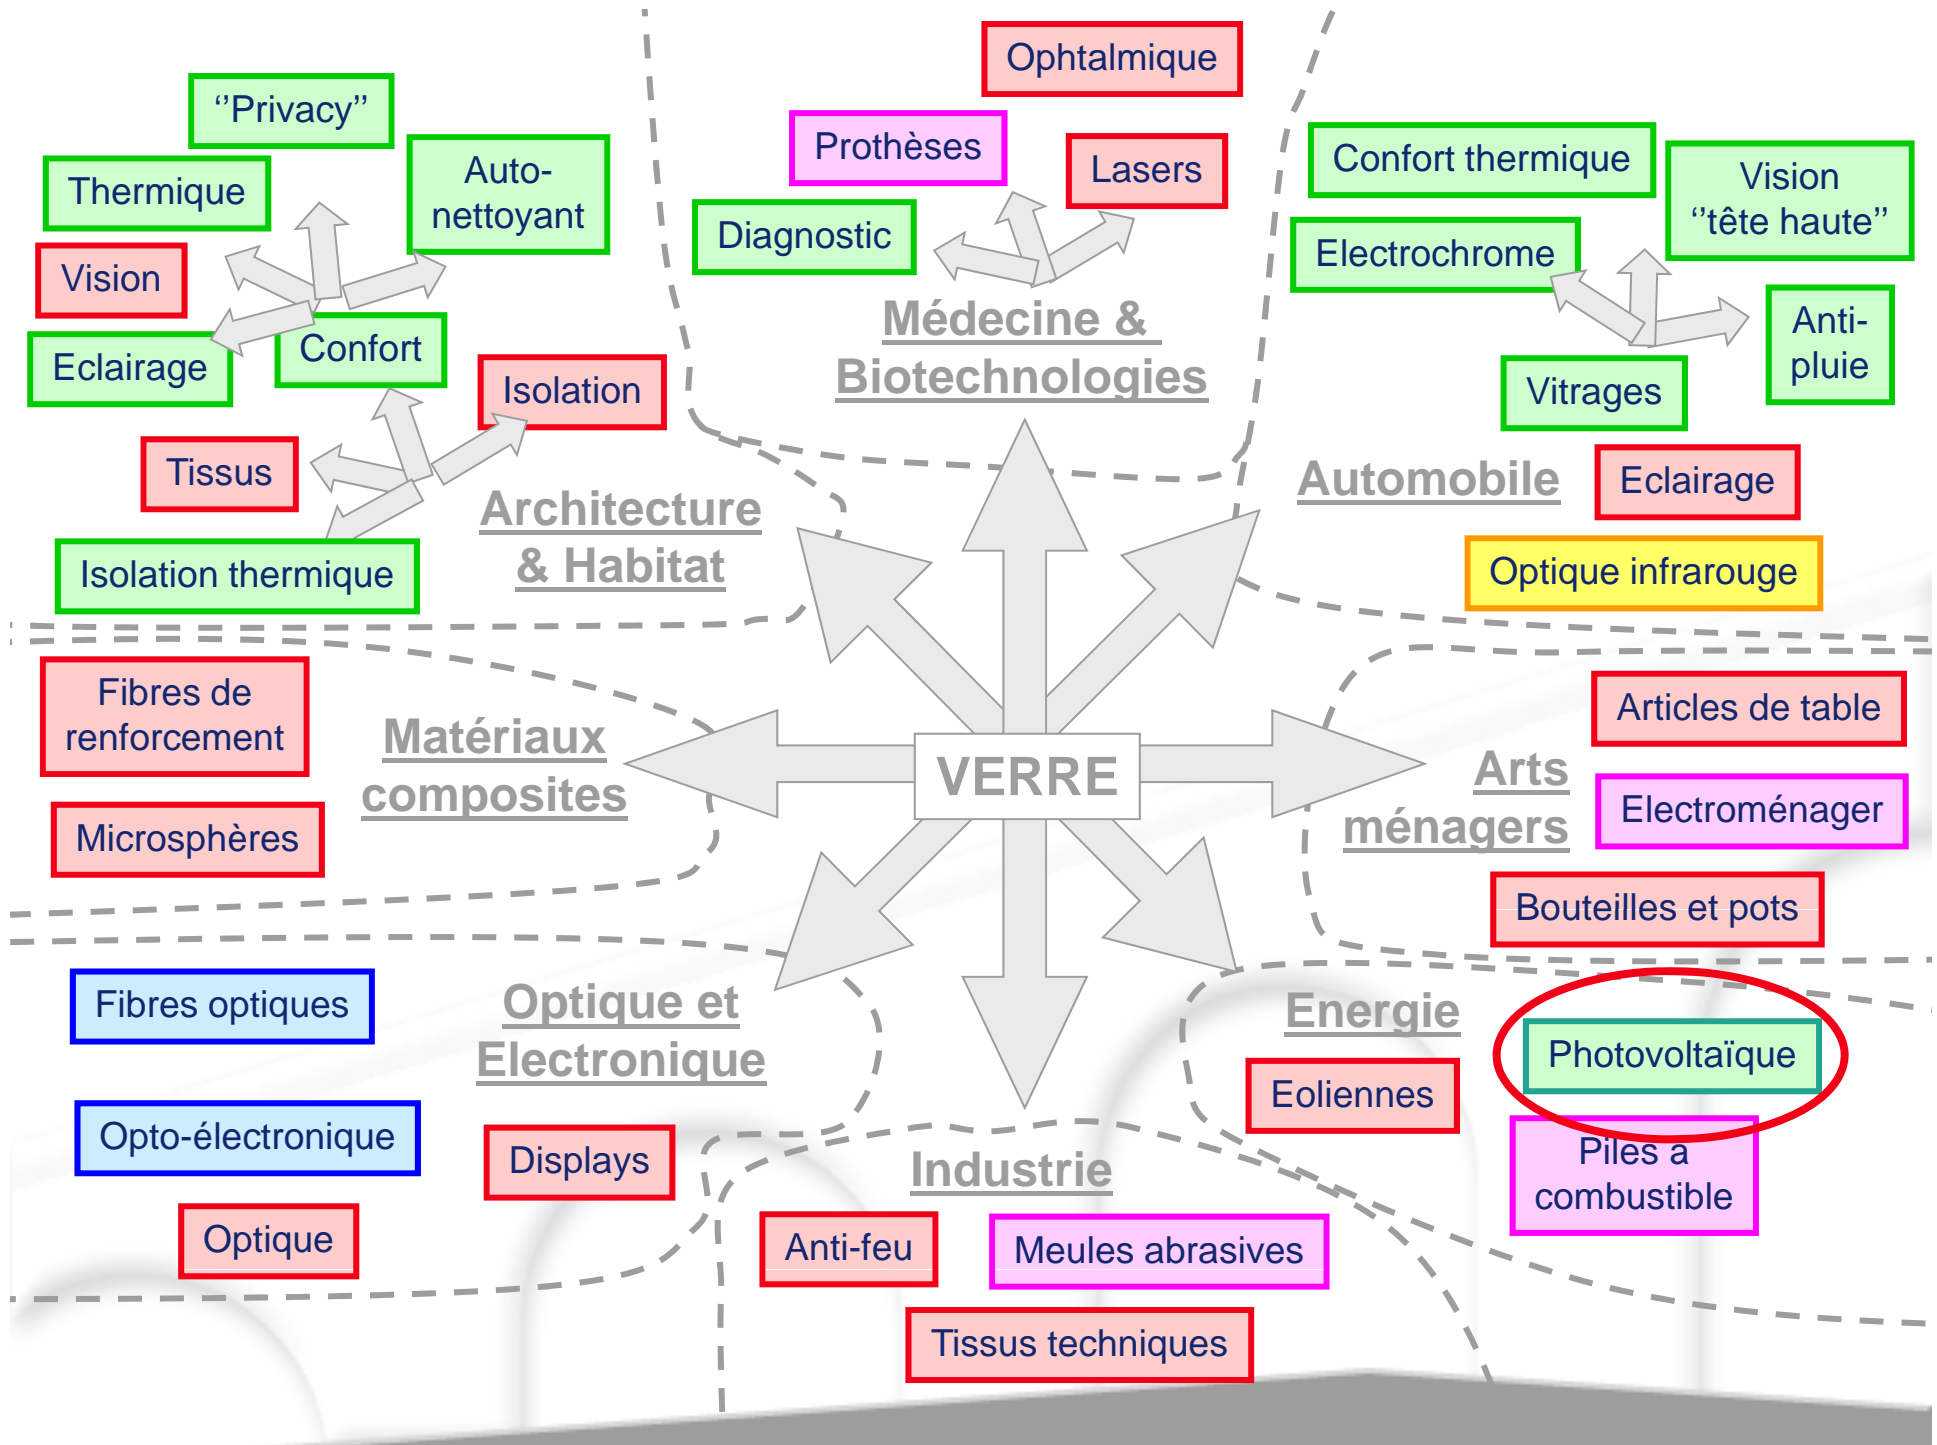 Ophtalmique
‘’Privacy’’
Prothèses
Auto-
nettoyant
Thermique
Lasers
Confort thermique
Vision
‘’tête haute’’
Diagnostic
Electrochrome
Vision
Médecine &
Biotechnologies
Anti-
pluie
Confort
Eclairage
Isolation
Vitrages
Tissus
Architecture
& Habitat
Automobile
Eclairage
Isolation thermique
Optique infrarouge
Fibres de
renforcement
Matériaux
composites
VERRE
Arts
ménagers
Articles de table
Electroménager
Microsphères
Bouteilles et pots
Fibres optiques
Optique et
Electronique
Energie
Photovoltaïque
Eoliennes
Opto-électronique
Displays
Industrie
Piles a
combustible
Optique
Anti-feu
Meules abrasives
Tissus techniques